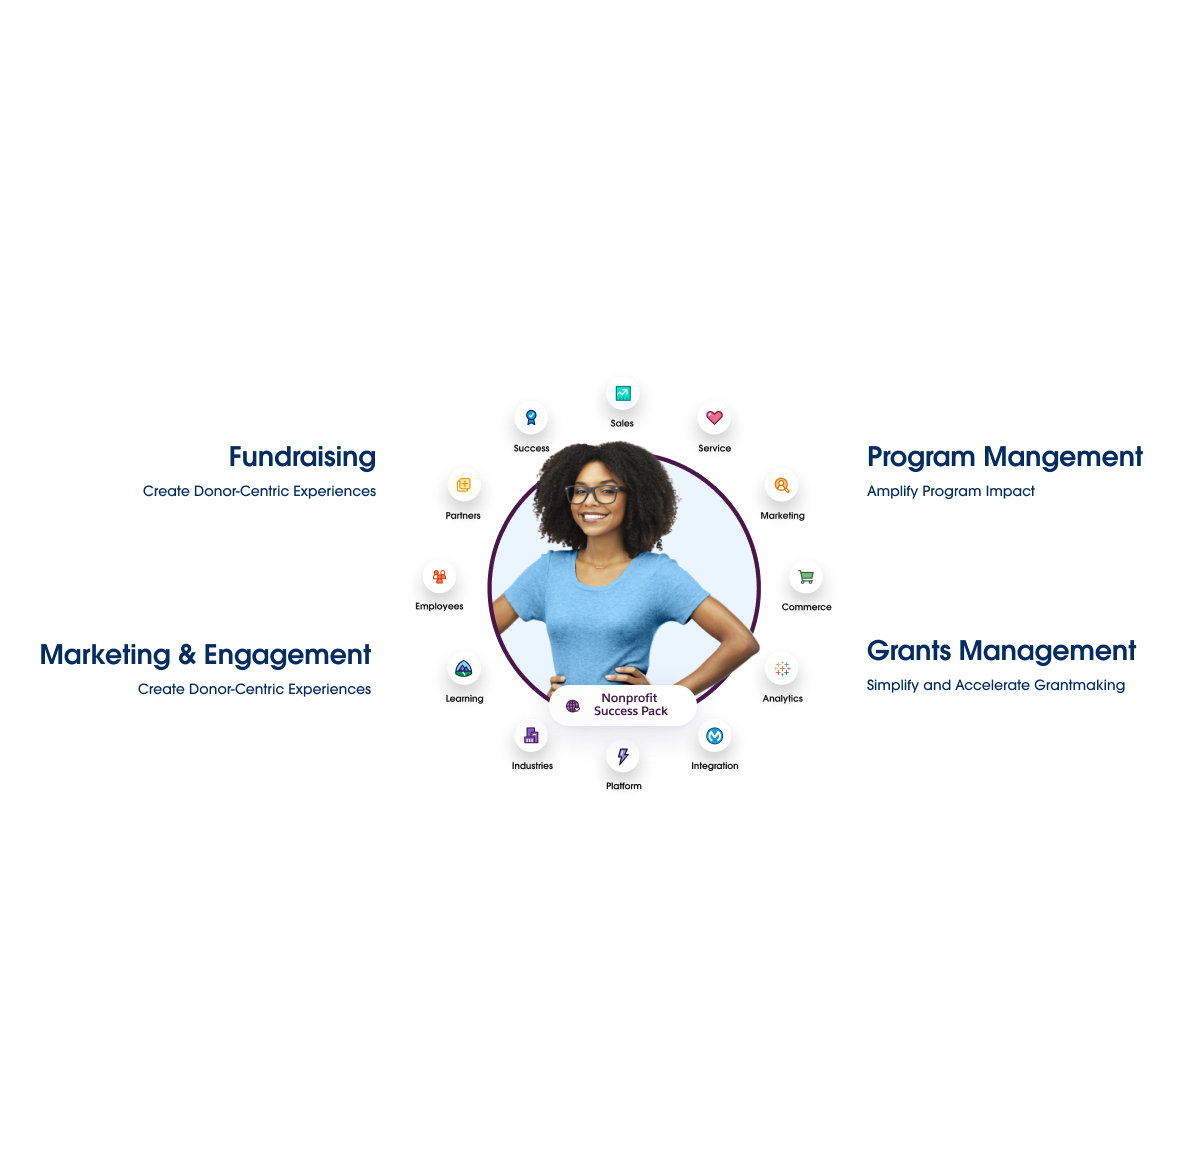 Sales
Success
Service
Fundraising
Create Donor-Centric Experiences
Program Mangement
Amplify Program Impact
Partners
Marketing
Employees
Commerce
Marketing & Engagement
Create Donor-Centric Experiences
Grants Management
Simplify and Accelerate Grantmaking
Learning
Analytics
Nonprofit
Success Pack
Industries
Integration
Platform